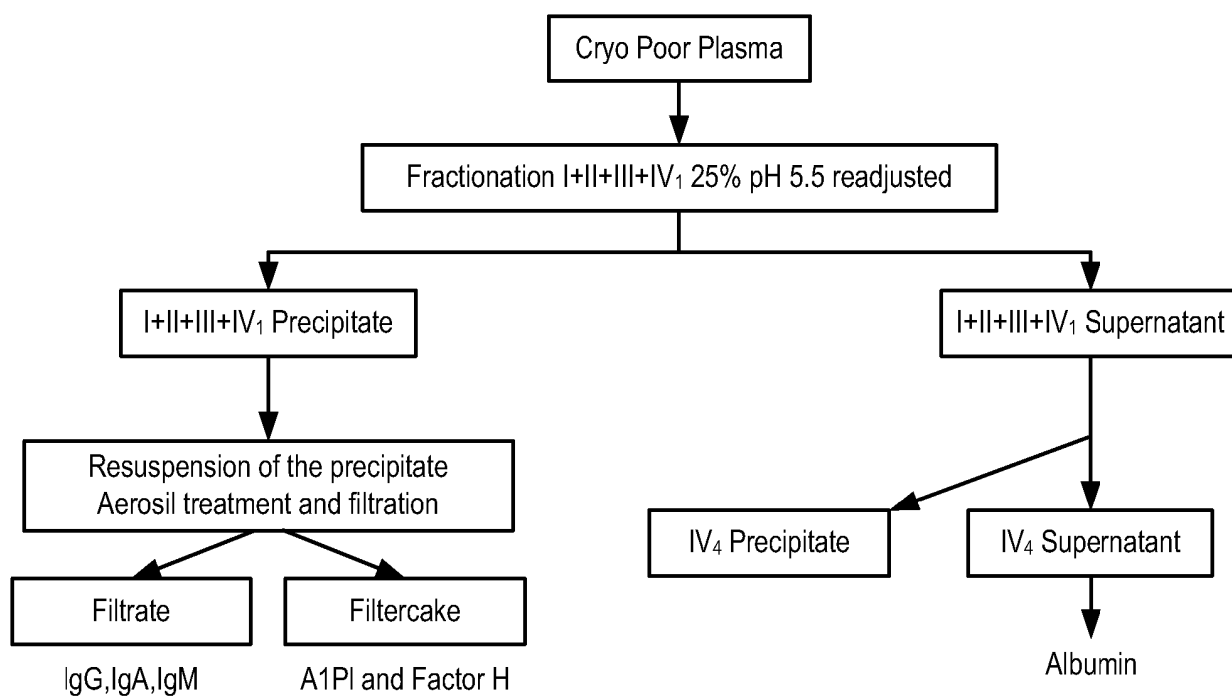 Cryo Poor Plasma
Fractionation I+II+III+IV₁ 25% pH 5.5 readjusted
I+II+III+IV₁ Precipitate
I+II+III+IV₁ Supernatant
Resuspension of the precipitate
Aerosil treatment and filtration
IV₄ Precipitate
IV₄ Supernatant
Filtrate
Filtercake
IgG,IgA,IgM
A1PI and Factor H
Albumin